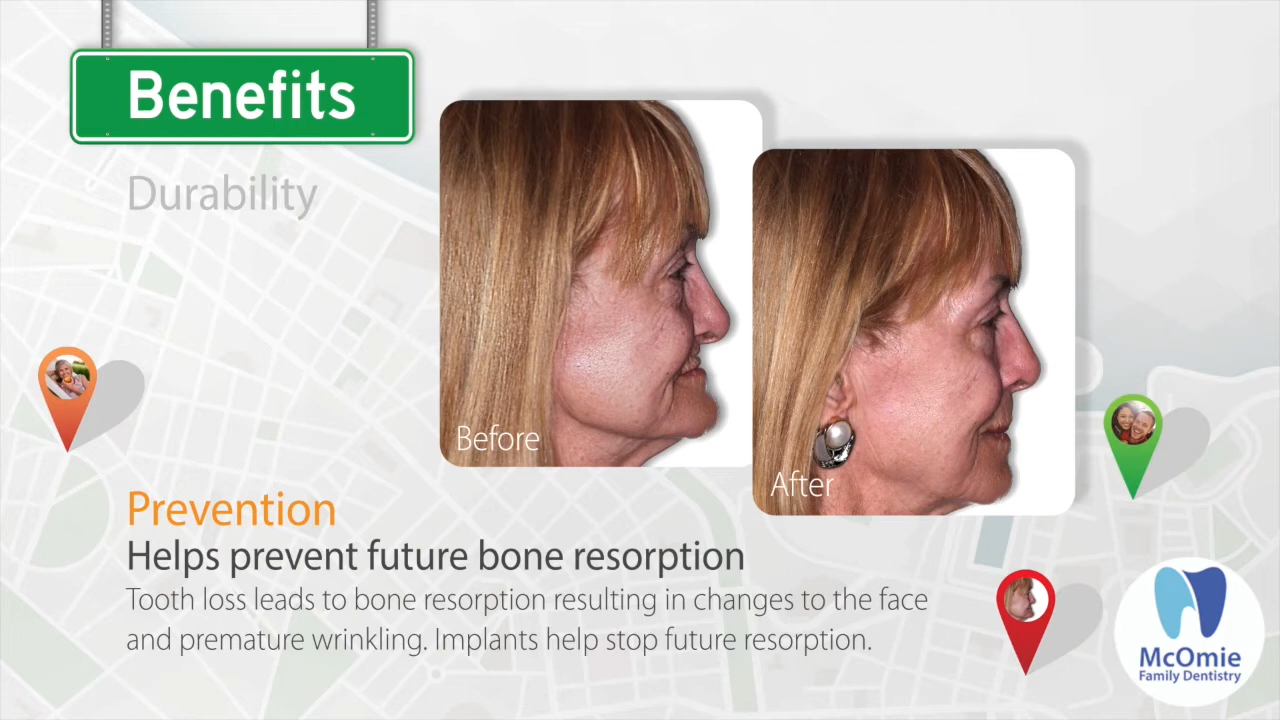 Benefits
Durability
Before
After
Prevention
Helps prevent future bone resorption
Tooth loss leads to bone resorption resulting in changes to the face
and premature wrinkling. Implants help stop future resorption.
McOmie
Family Dentistry